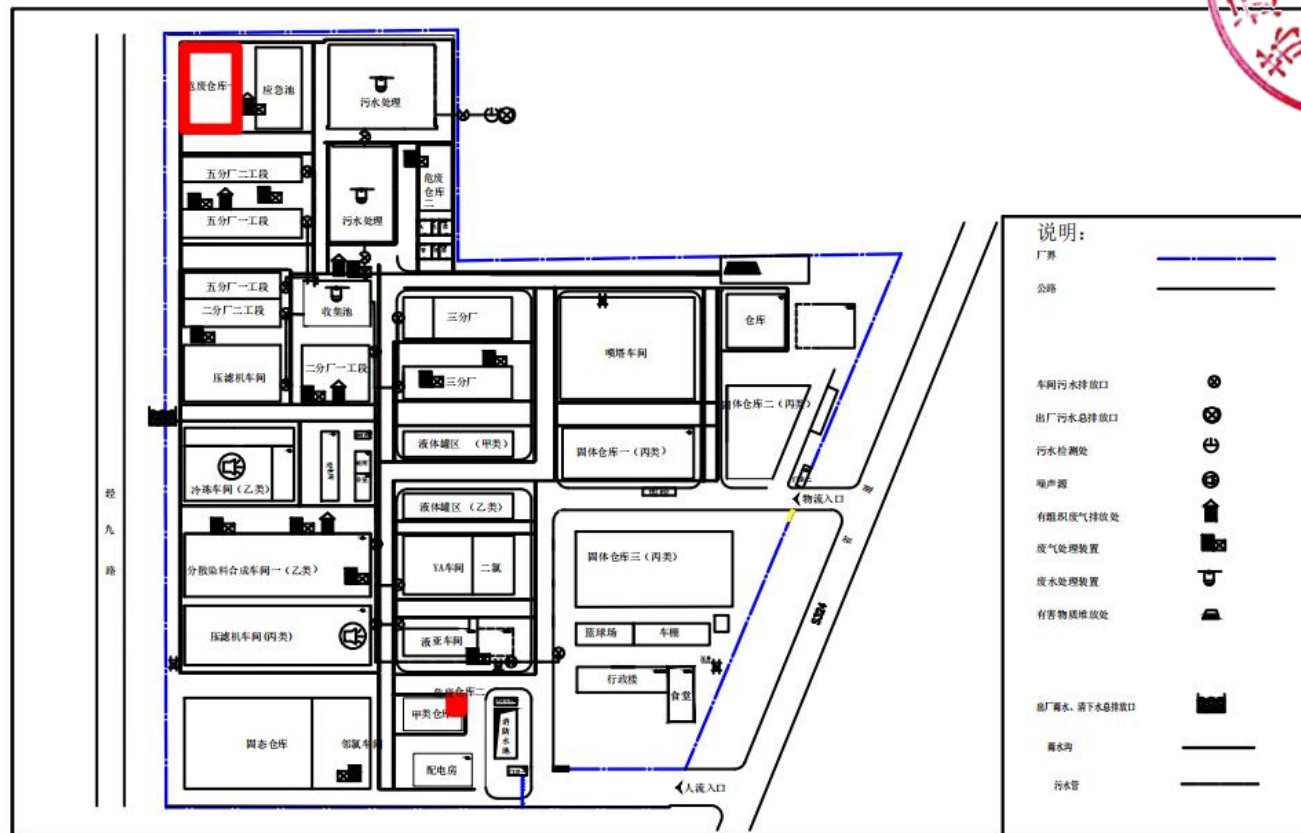 危废仓库一
应急池
污水处理
五分厂二工段
五分厂一工段
污水处理
危废
仓库
二
五分厂一工段
二分厂二工段
收集池
压滤机车间
二分厂一工段
三分厂
三分厂
喷塔车间
仓库
固体仓库二(丙类)
液体罐区 (甲类)
固体仓库一(丙类)
冷冻车间(乙类)
液体罐区(乙类)
物流入口
分散染料合成车间一(乙类)
YA车间
二氯
固体仓库三(丙类)
压滤机车间(丙类)
液亚车间
篮球场
车棚
行政楼
食堂
危废仓库二
甲类仓库
消防水池
固态仓库
邻氯车间
配电房
人流入口
经九路
S324
省道
说明:
厂界
公路
车间污水排放口
出厂污水总排放口
污水检测处
噪声源
有组织废气排放处
废气处理装置
废水处理装置
有害物质堆放处
出厂雨水、清下水总排放口
雨水沟
污水管